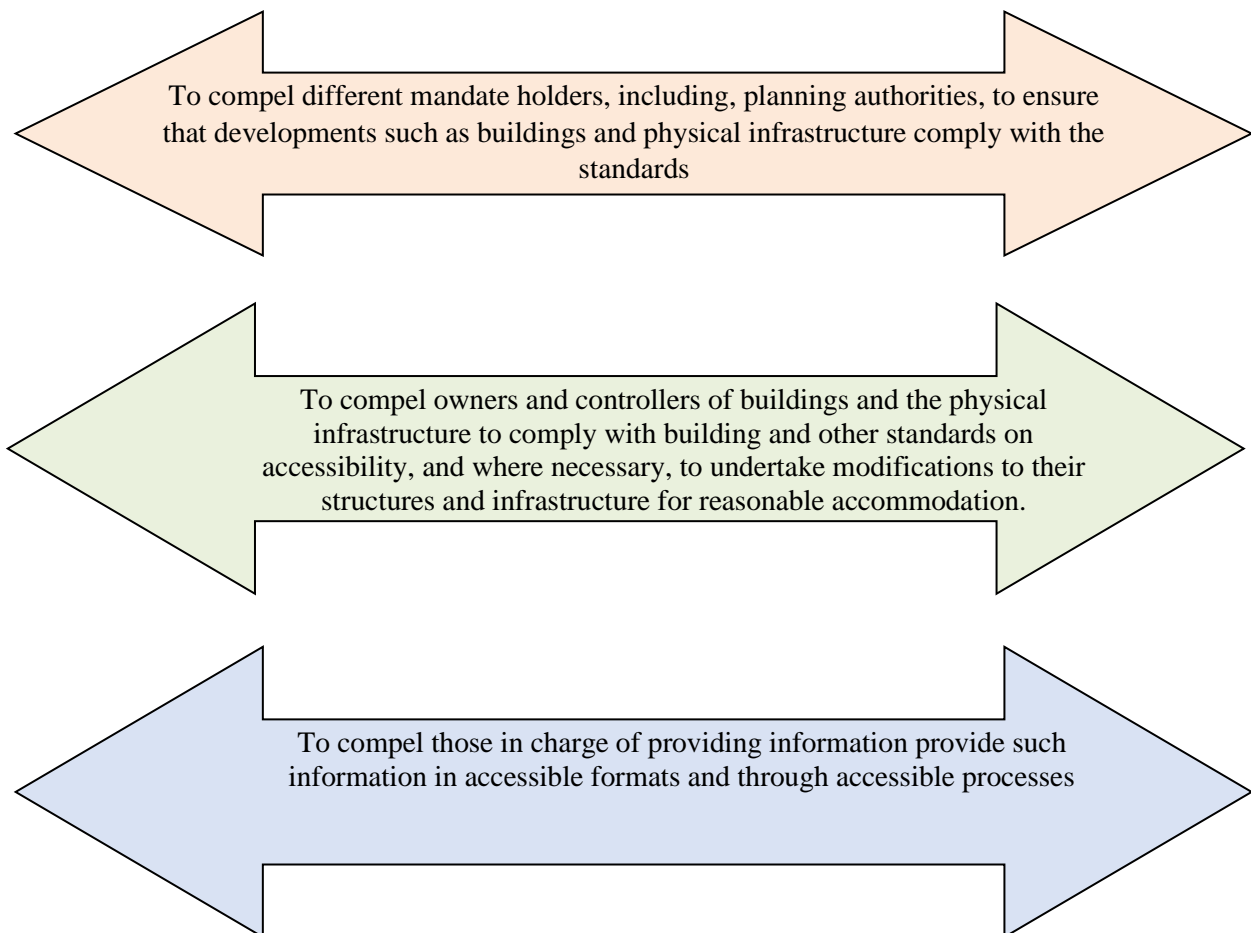 To compel different mandate holders, including, planning authorities, to ensure
that developments such as buildings and physical infrastructure comply with the
standards
To compel owners and controllers of buildings and the physical
infrastructure to comply with building and other standards on
accessibility, and where necessary, to undertake modifications to their
structures and infrastructure for reasonable accommodation.
To compel those in charge of providing information provide such
information in accessible formats and through accessible processes